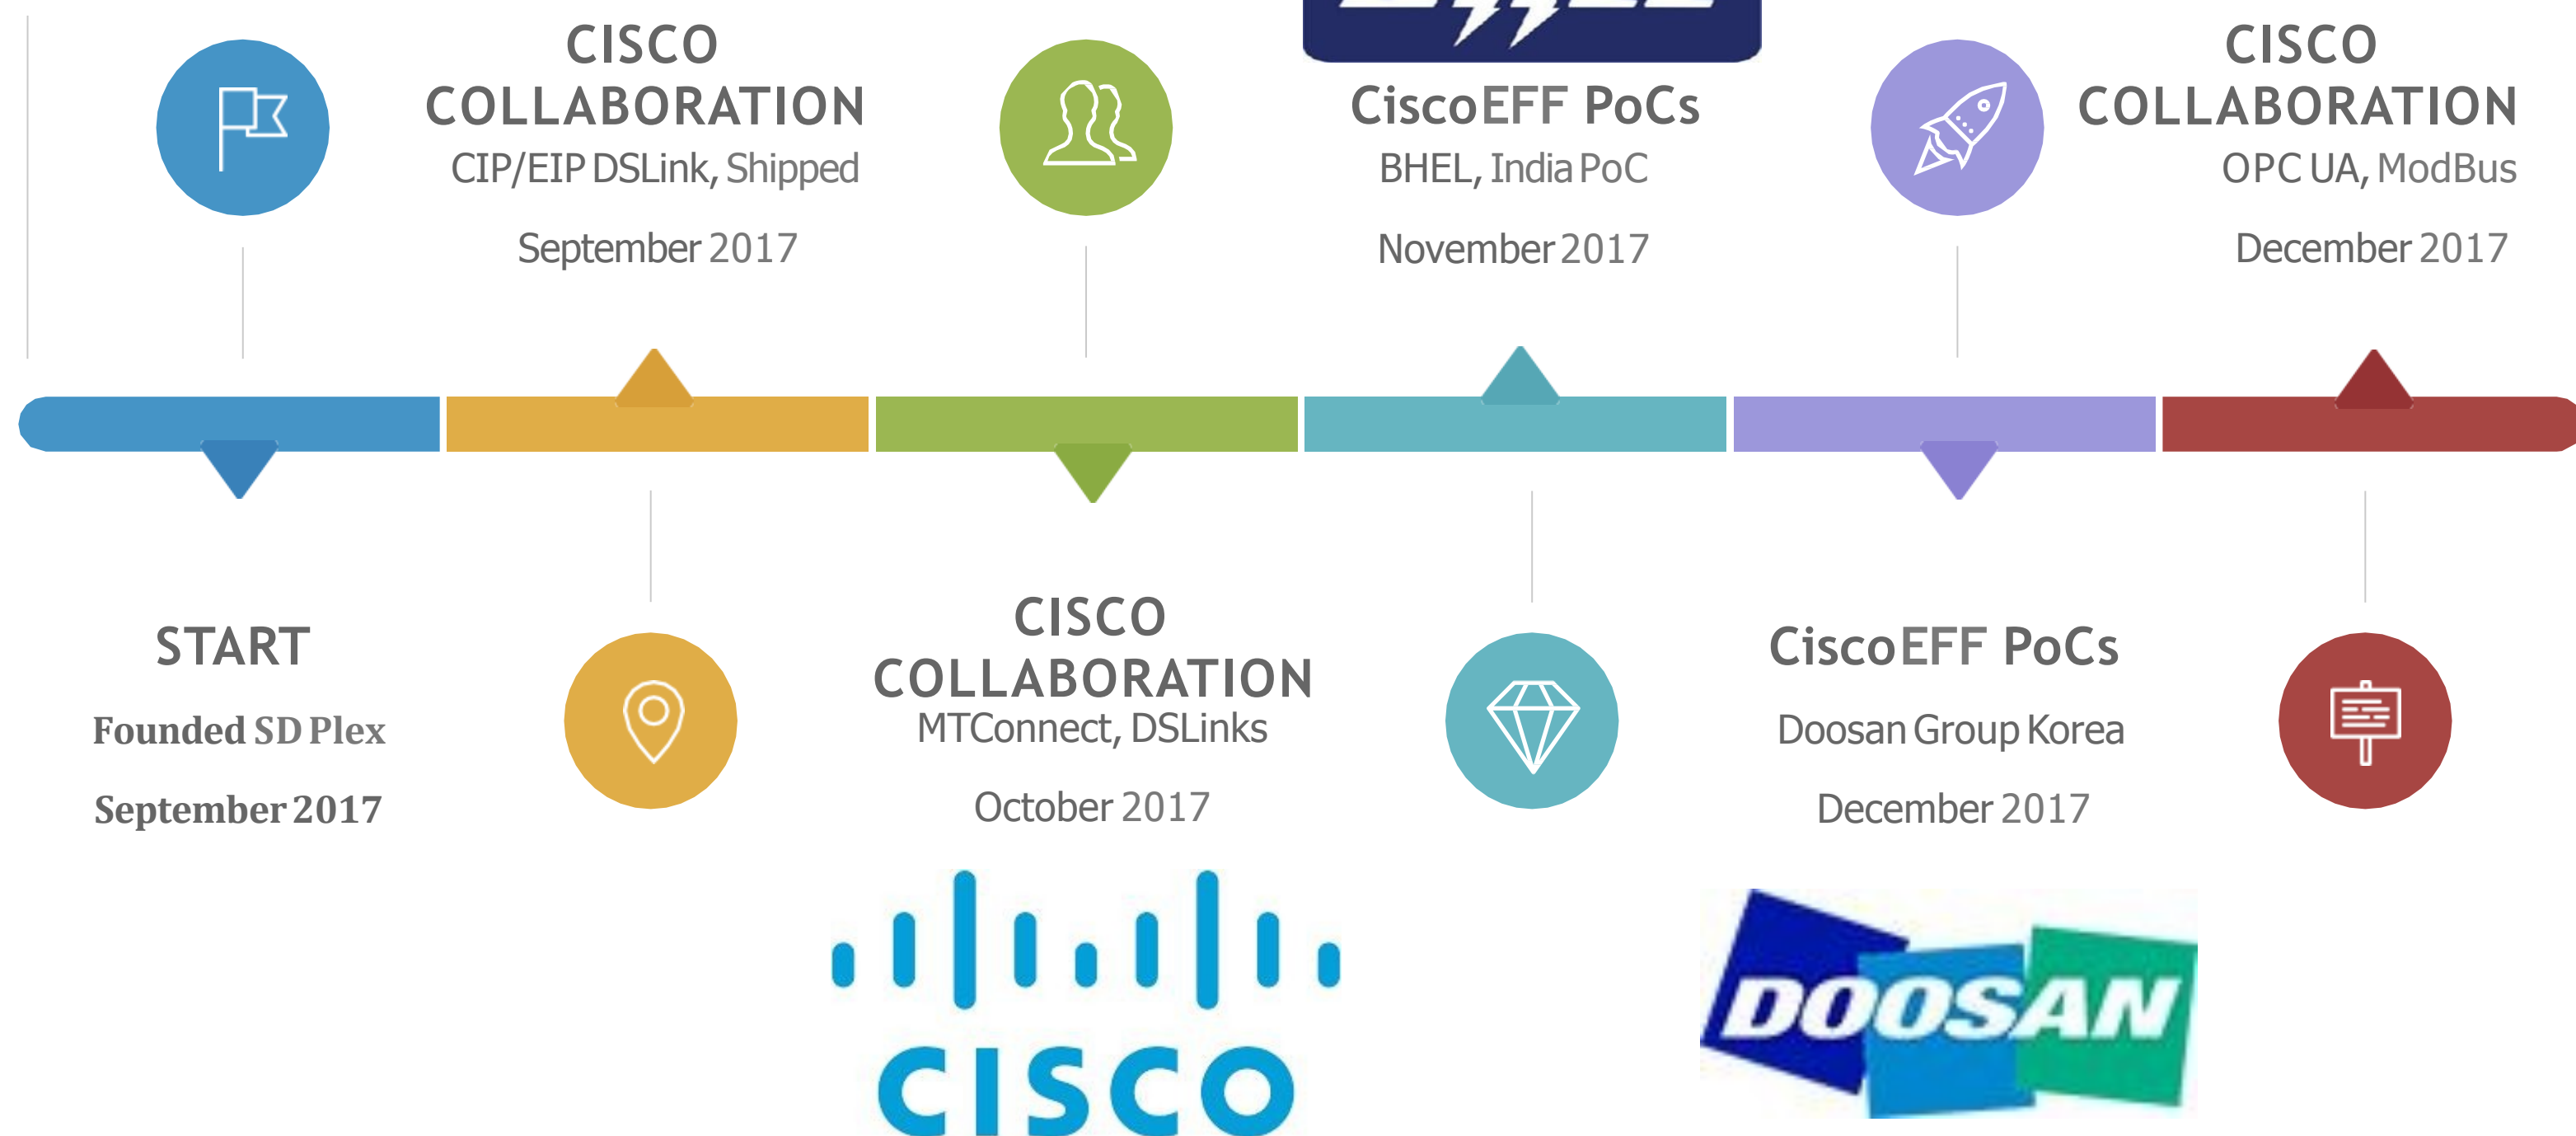 CISCO
COLLABORATION
CIP/EIP DSLink, Shipped
September 2017
CiscoEFF PoCs
BHEL, India PoC
November 2017
CISCO
COLLABORATION
OPC UA, ModBus
December 2017
START
Founded SD Plex
September 2017
CISCO
COLLABORATION
MTConnect, DSLinks
October 2017
CiscoEFF PoCs
Doosan Group Korea
December 2017
CISCO
DOOSAN